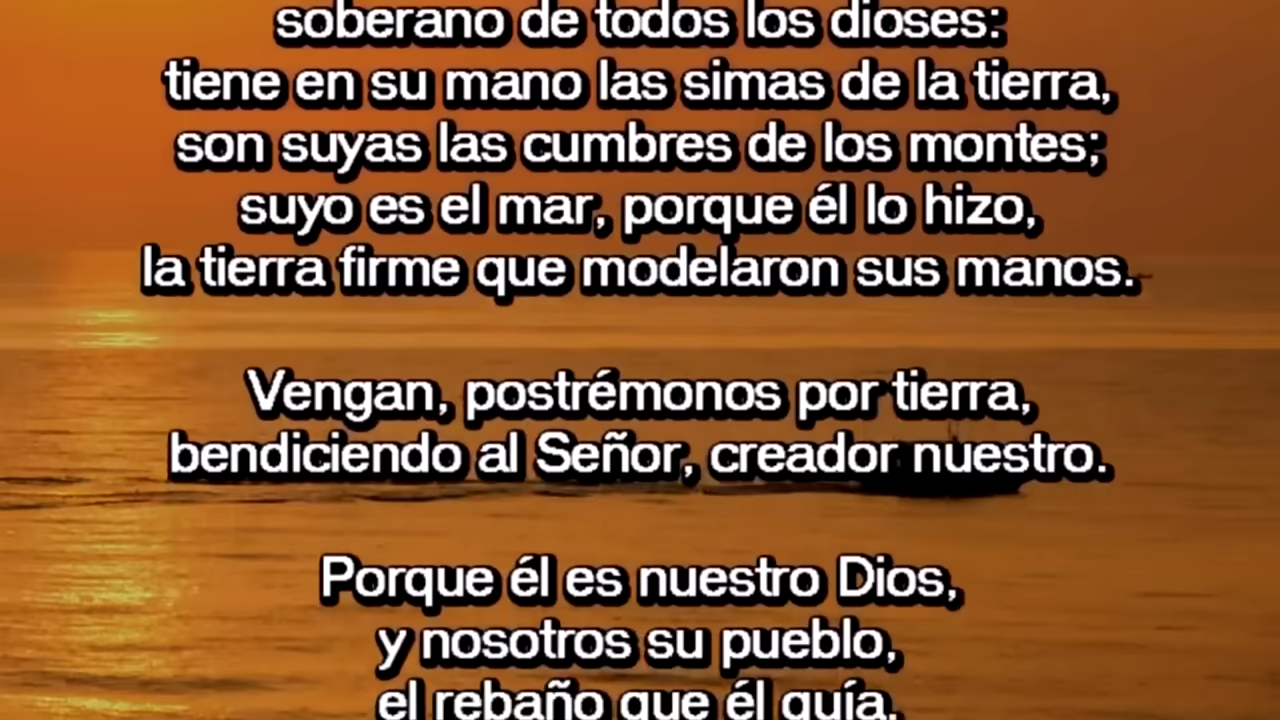 soberano de todos los dioses:
tiene en su mano las simas de la tierra,
son suyas las cumbres de los montes;
suyo es el mar, porque él lo hizo,
la tierra firme que modelaron sus manos.
Vengan, postrémonos por tierra,
bendiciendo al Señor, creador nuestro.
Porque él es nuestro Dios,
y nosotros su pueblo,
el rebaño que él guía.